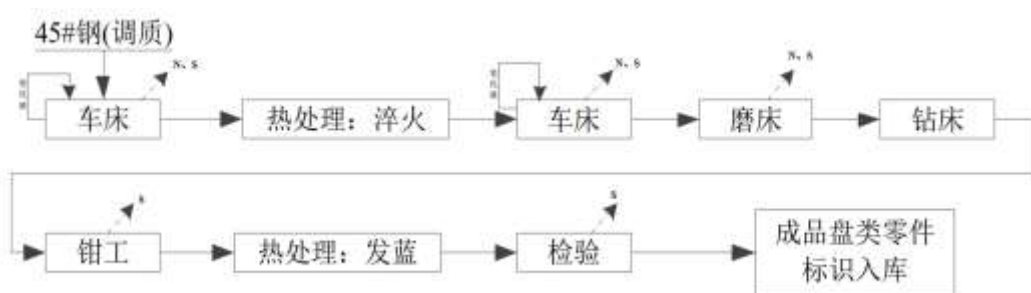 45#钢(调质)
N、S
N、S
N、S
车床
热处理：淬火
车床
磨床
钻床
S
S
钳工
热处理：发蓝
检验
成品盘类零件
标识入库